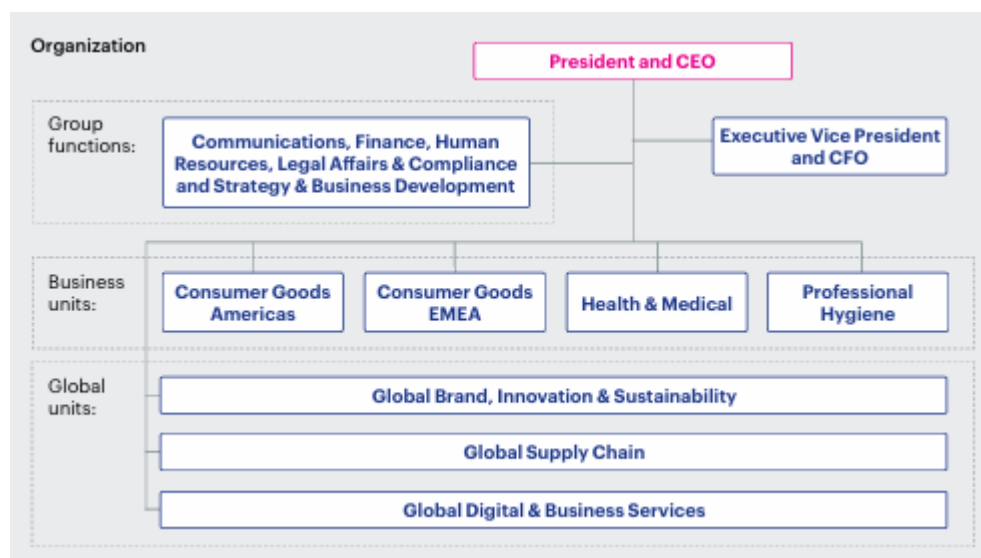 Organization
President and CEO
Group
functions:
Communications, Finance, Human
Resources, Legal Affairs & Compliance
and Strategy & Business Development
Executive Vice President
and CFO
Business
units:
Consumer Goods
Americas
Consumer Goods
EMEA
Health & Medical
Professional
Hygiene
Global
units:
Global Brand, Innovation & Sustainability
Global Supply Chain
Global Digital & Business Services